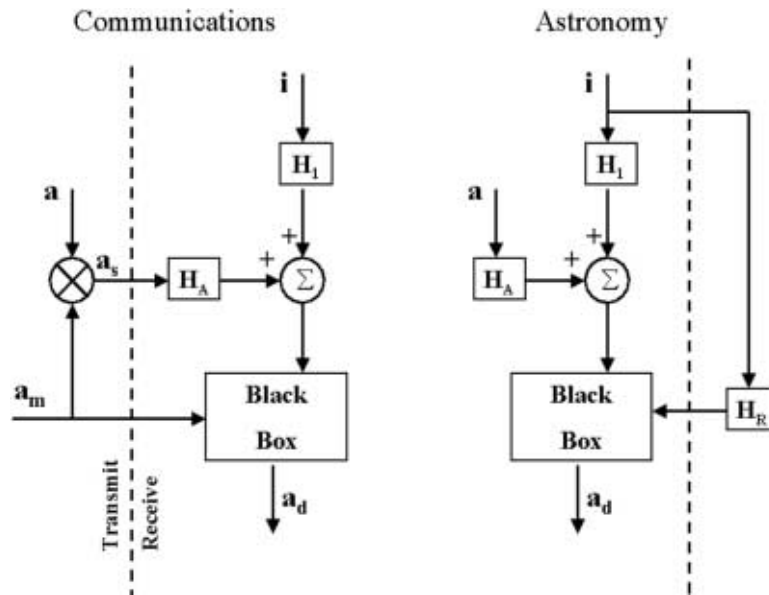 Communications
Astronomy
i
i
H1
H1
a
a
+
+
as
+
+
HA
Σ
HA
Σ
am
Black
Box
Black
Box
HR
Transmit
Receive
ad
ad